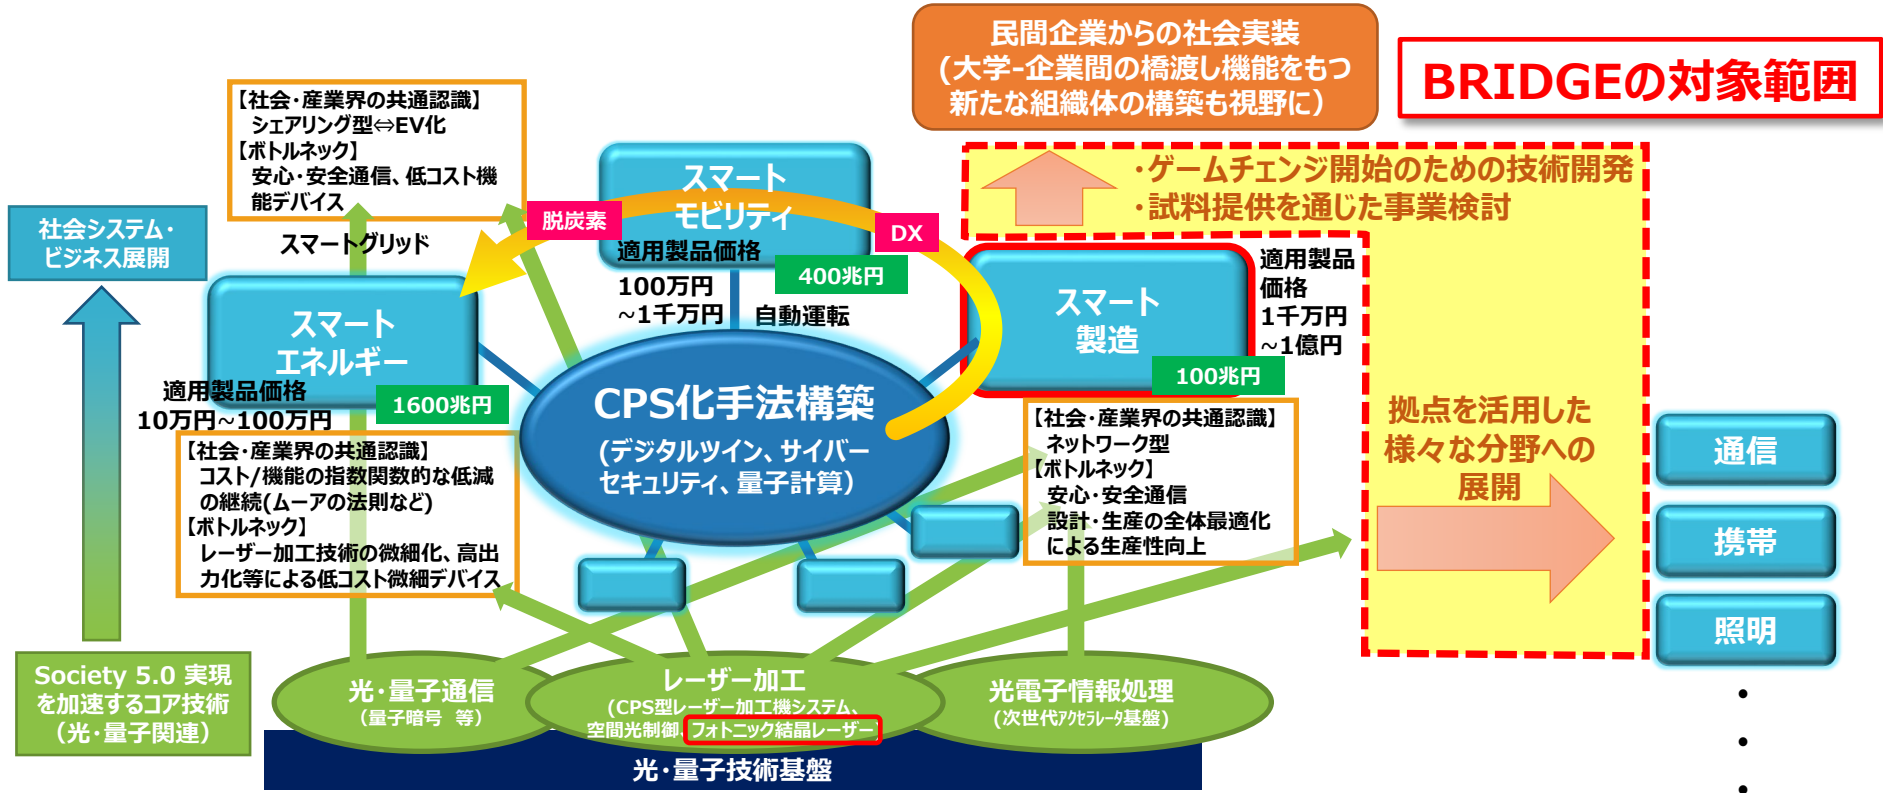 民間企業からの社会実装
(大学-企業間の橋渡し機能をもつ
新たな組織体の構築も視野に）
BRIDGEの対象範囲
【社会・産業界の共通認識】
シェアリング型⇔EV化
【ボトルネック】
安心・安全通信、低コスト機
能デバイス
スマートグリッド
スマート
モビリティ
適用製品価格
100万円
~1千万円
400兆円
自動運転
脱炭素
DX
・ゲームチェンジ開始のための技術開発
・試料提供を通じた事業検討
社会システム・
ビジネス展開
スマート
エネルギー
適用製品価格
10万円~100万円
1600兆円
スマート
製造
適用製品
価格
1千万円
~1億円
100兆円
CPS化手法構築
(デジタルツイン、サイバー
セキュリティ、量子計算）
【社会・産業界の共通認識】
コスト/機能の指数関数的な低減
の継続(ムーアの法則など)
【ボトルネック】
レーザー加工技術の微細化、高出
力化等による低コスト微細デバイス
【社会・産業界の共通認識】
ネットワーク型
【ボトルネック】
安心・安全通信
設計・生産の全体最適化
による生産性向上
拠点を活用した
様々な分野への
展開
通信
携帯
照明
・
・
・
Society 5.0 実現
を加速するコア技術
（光・量子関連）
光・量子通信
（量子暗号 等）
レーザー加工
(CPS型レーザー加工機システム、
空間光制御、フォトニック結晶レーザー)
光電子情報処理
(次世代ｱｸｾﾗﾚｰﾀ基盤)
光・量子技術基盤